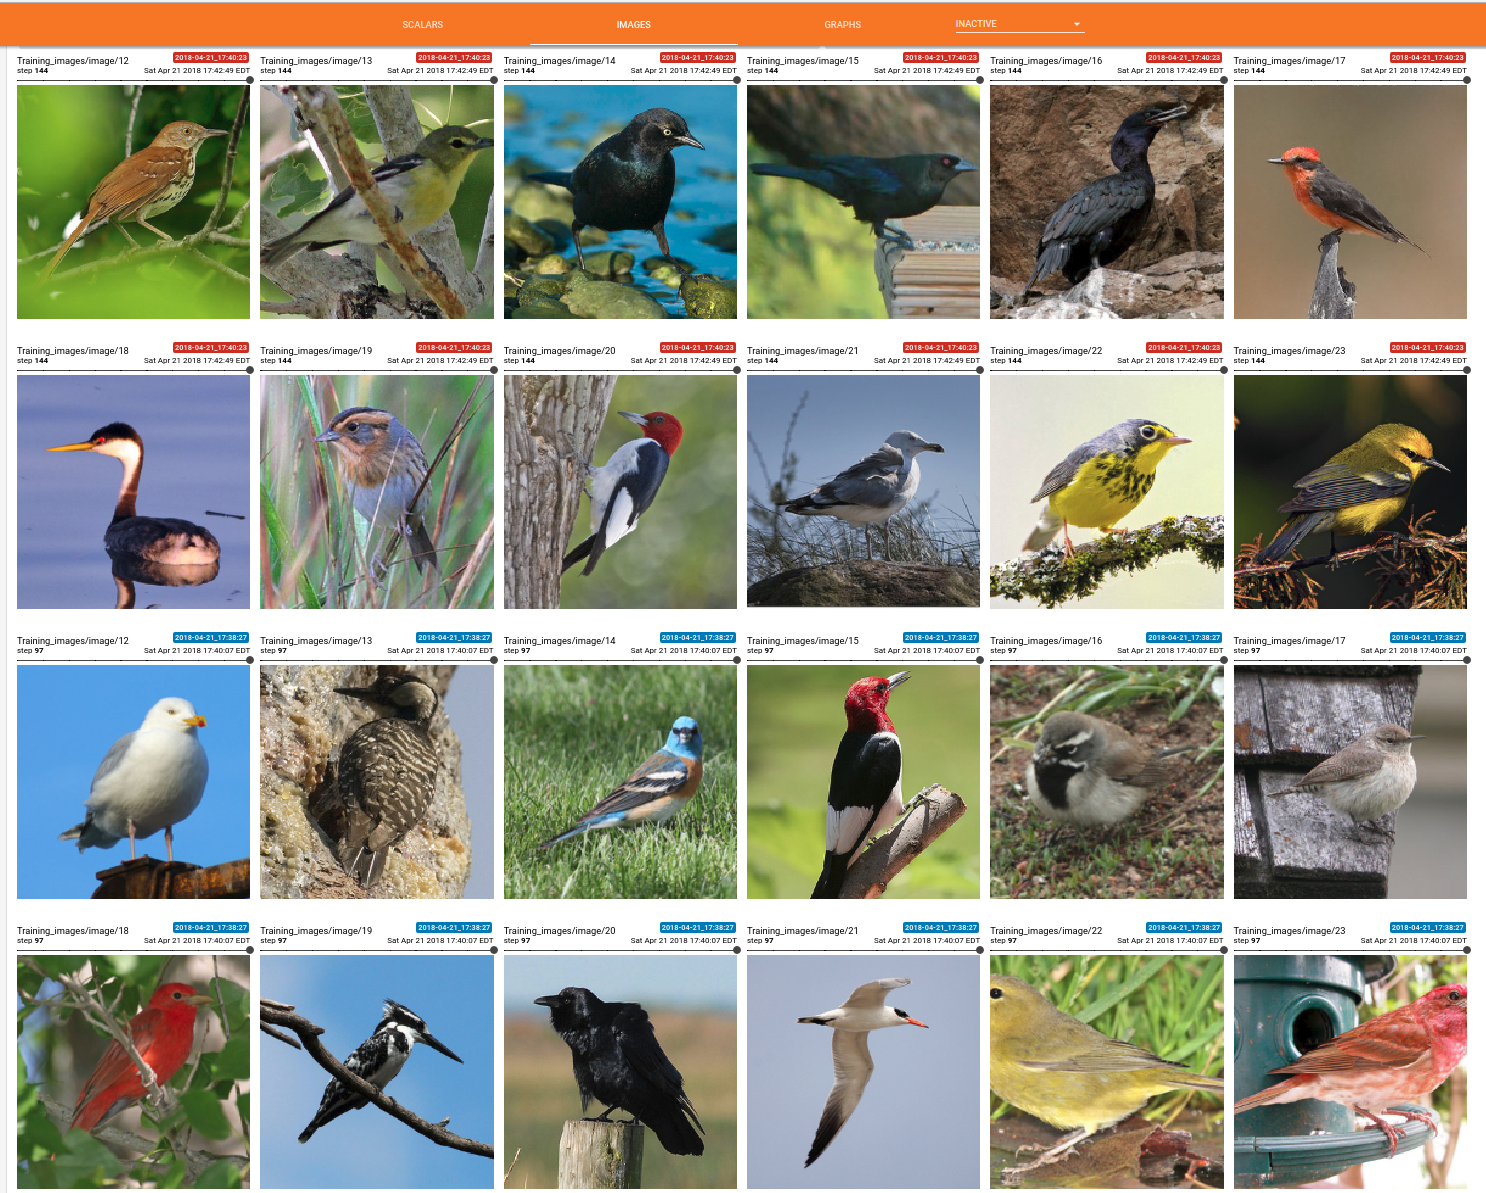 SCALARS IMAGES GRAPHS INACTIVE
2018-04-21_17:40:23 2018-04-21_17:40:23 2018-04-21_17:40:23 2018-04-21_17:40:23 2018-04-21_17:40:23 2018-04-21_17:40:23
Training_images/image/12 Training_images/image/13 Training_images/image/14 Training_images/image/15 Training_images/image/16 Training_images/image/17
step 144 Sat Apr 21 2018 17:42:49 EDT step 144 Sat Apr 21 2018 17:42:49 EDT step 144 Sat Apr 21 2018 17:42:49 EDT step 144 Sat Apr 21 2018 17:42:49 EDT step 144 Sat Apr 21 2018 17:42:49 EDT step 144 Sat Apr 21 2018 17:42:49 EDT
2018-04-21_17:40:23 2018-04-21_17:40:23 2018-04-21_17:40:23 2018-04-21_17:40:23 2018-04-21_17:40:23 2018-04-21_17:40:23
Training_images/image/18 Training_images/image/19 Training_images/image/20 Training_images/image/21 Training_images/image/22 Training_images/image/23
step 144 Sat Apr 21 2018 17:42:49 EDT step 144 Sat Apr 21 2018 17:42:49 EDT step 144 Sat Apr 21 2018 17:42:49 EDT step 144 Sat Apr 21 2018 17:42:49 EDT step 144 Sat Apr 21 2018 17:42:49 EDT step 144 Sat Apr 21 2018 17:42:49 EDT
2018-04-21_17:38:27 2018-04-21_17:38:27 2018-04-21_17:38:27 2018-04-21_17:38:27 2018-04-21_17:38:27 2018-04-21_17:38:27
Training_images/image/12 Training_images/image/13 Training_images/image/14 Training_images/image/15 Training_images/image/16 Training_images/image/17
step 97 Sat Apr 21 2018 17:40:07 EDT step 97 Sat Apr 21 2018 17:40:07 EDT step 97 Sat Apr 21 2018 17:40:07 EDT step 97 Sat Apr 21 2018 17:40:07 EDT step 97 Sat Apr 21 2018 17:40:07 EDT step 97 Sat Apr 21 2018 17:40:07 EDT
2018-04-21_17:38:27 2018-04-21_17:38:27 2018-04-21_17:38:27 2018-04-21_17:38:27 2018-04-21_17:38:27 2018-04-21_17:38:27
Training_images/image/18 Training_images/image/19 Training_images/image/20 Training_images/image/21 Training_images/image/22 Training_images/image/23
step 97 Sat Apr 21 2018 17:40:07 EDT step 97 Sat Apr 21 2018 17:40:07 EDT step 97 Sat Apr 21 2018 17:40:07 EDT step 97 Sat Apr 21 2018 17:40:07 EDT step 97 Sat Apr 21 2018 17:40:07 EDT step 97 Sat Apr 21 2018 17:40:07 EDT